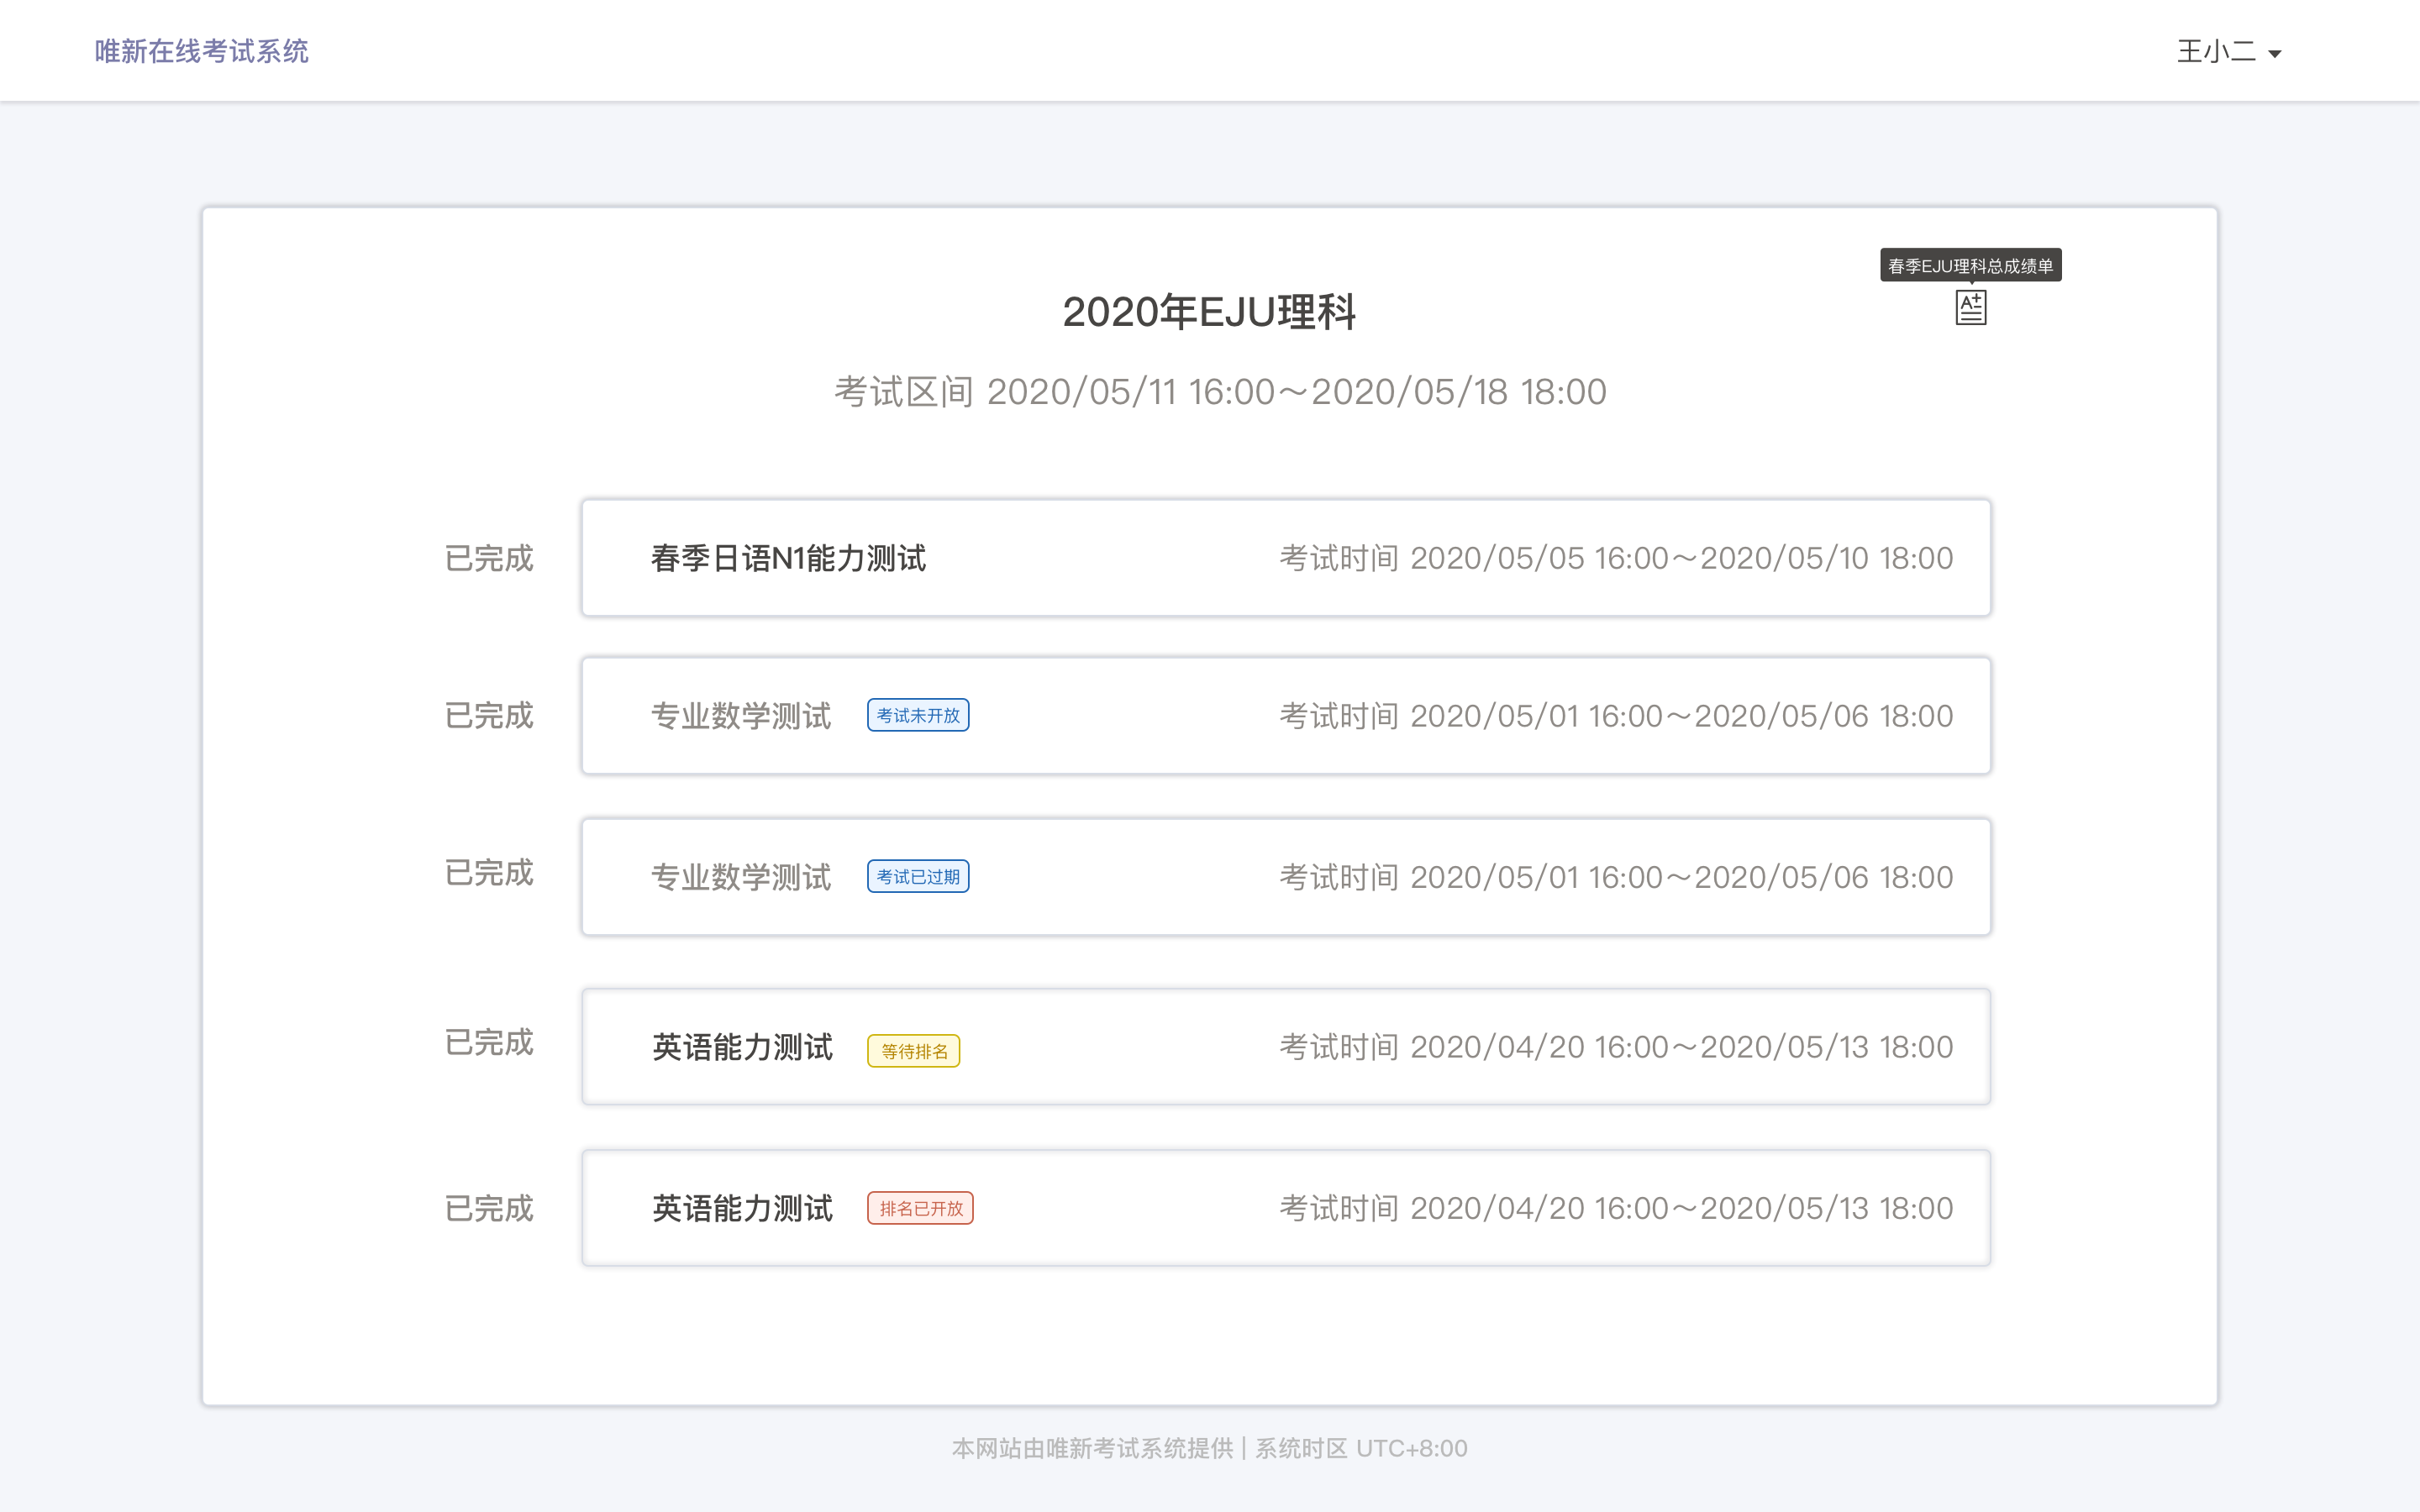 唯新在线考试系统
王小二
春季EJU理科总成绩单
A+
2020年EJU理科
考试区间 2020/05/11 16:00～2020/05/18 18:00
已完成 春季日语N1能力测试 考试时间 2020/05/05 16:00～2020/05/10 18:00
已完成 专业数学测试 考试未开放 考试时间 2020/05/01 16:00～2020/05/06 18:00
已完成 专业数学测试 考试已过期 考试时间 2020/05/01 16:00～2020/05/06 18:00
已完成 英语能力测试 等待排名 考试时间 2020/04/20 16:00～2020/05/13 18:00
已完成 英语能力测试 排名已开放 考试时间 2020/04/20 16:00～2020/05/13 18:00
本网站由唯新考试系统提供 | 系统时区 UTC+8:00